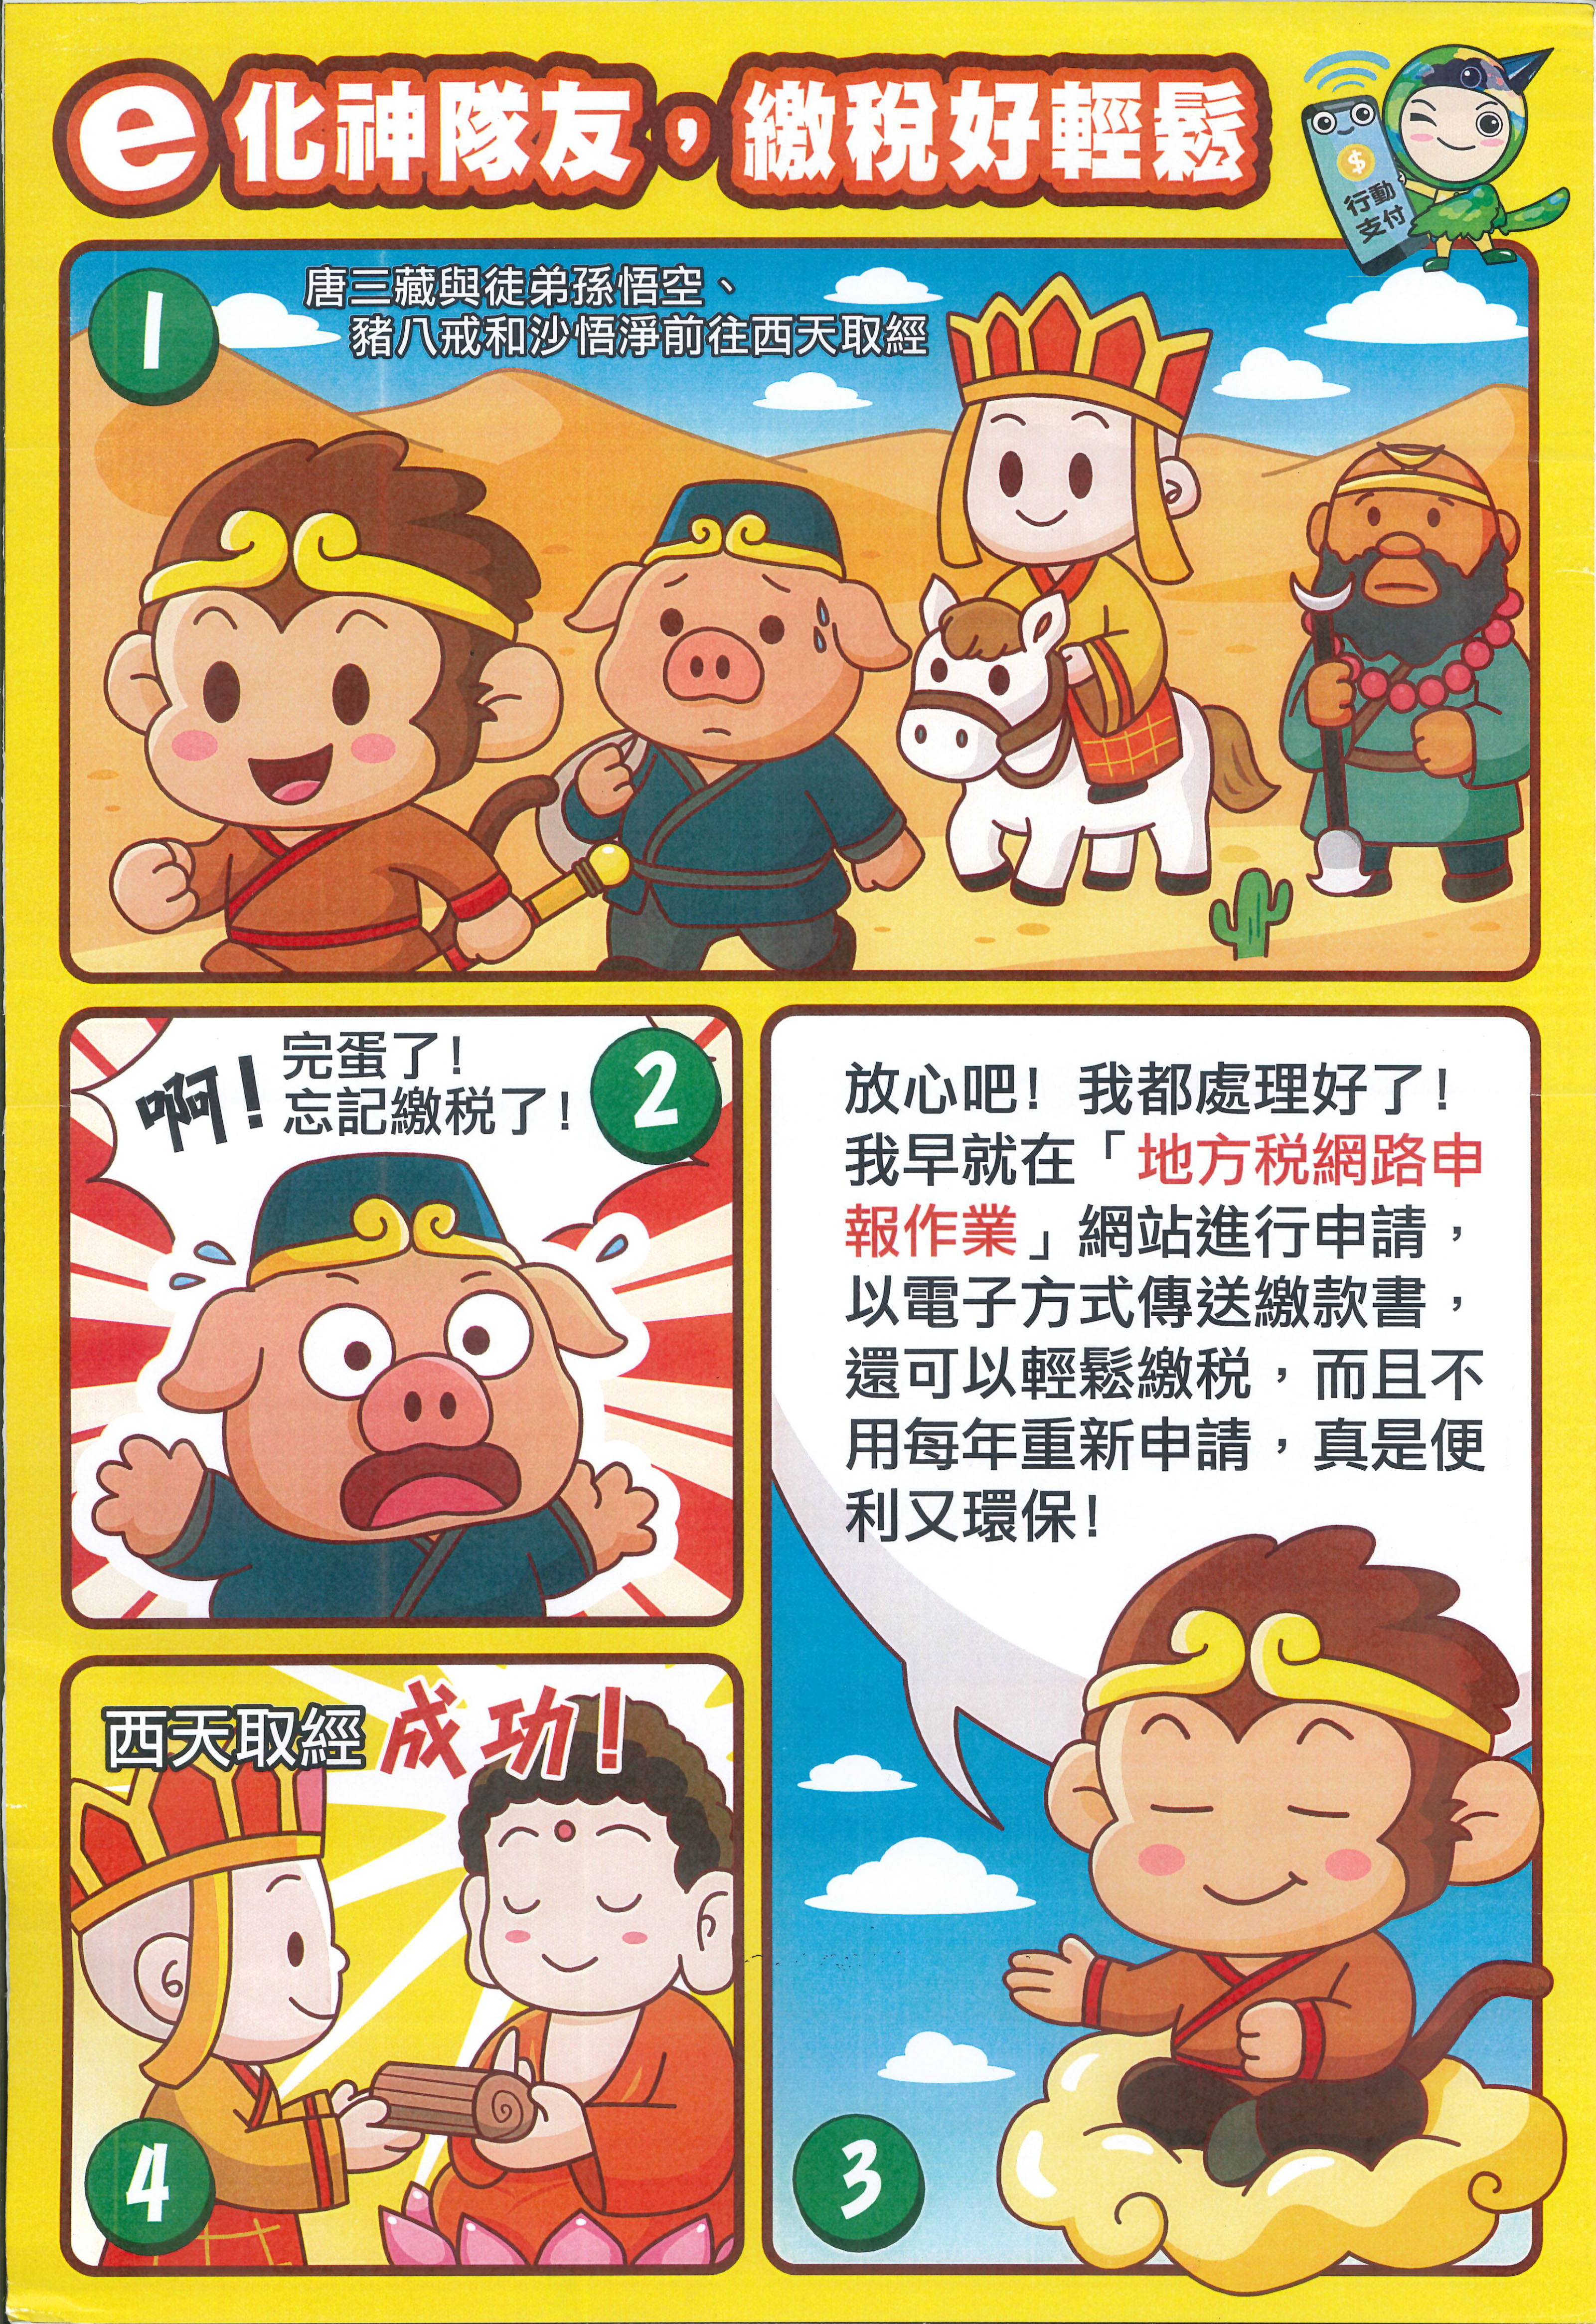 e化神隊友，繳稅好輕鬆
$
行動
支付
1
唐三藏與徒弟孫悟空、
豬八戒和沙悟淨前往西天取經
2
啊！
完蛋了！
忘記繳稅了！
放心吧！我都處理好了！
我早就在「地方稅網路申
報作業」網站進行申請，
以電子方式傳送繳款書，
還可以輕鬆繳稅，而且不
用每年重新申請，真是便
利又環保！
3
西天取經成功！
4